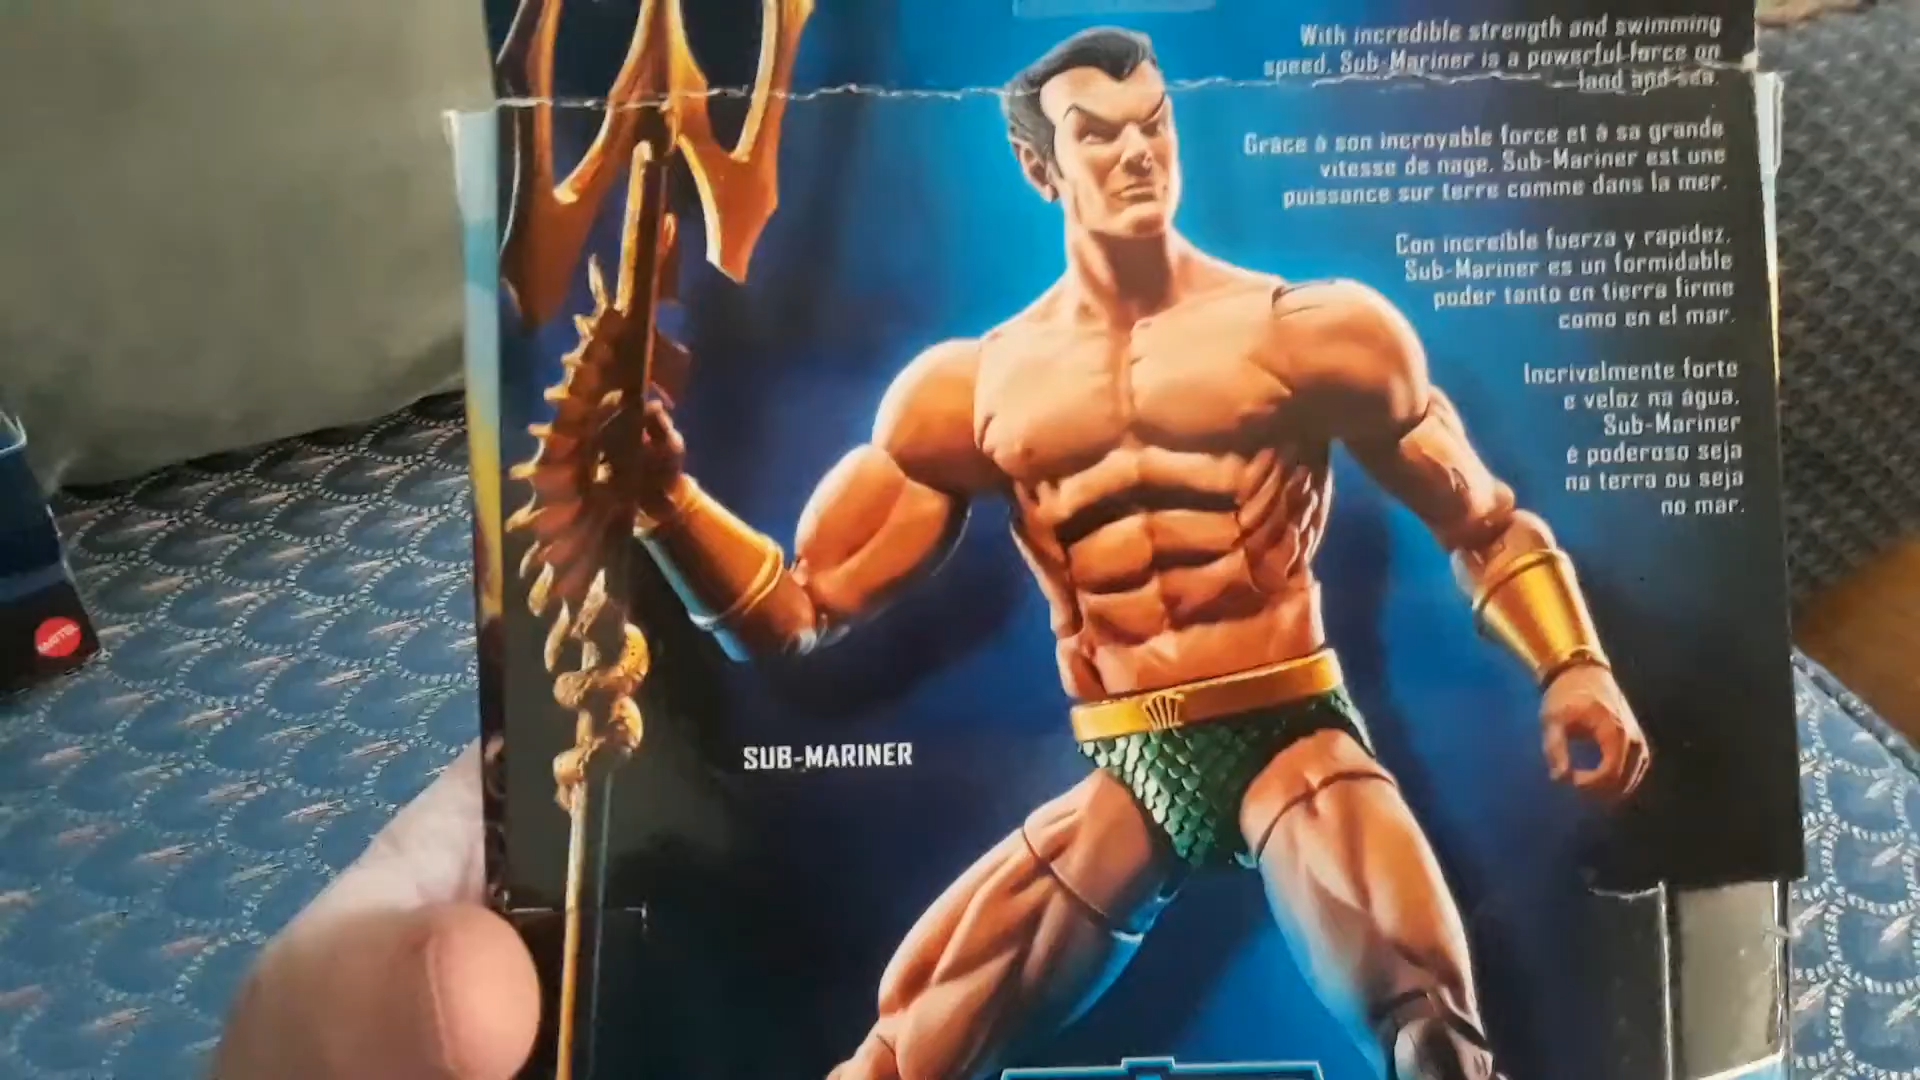 With incredible strength and swimming
speed, Sub-Mariner is a powerful force on
land and sea.
Grâce à son incroyable force et à sa grande
vitesse de nage, Sub-Mariner est une
puissance sur terre comme dans la mer.
Con increíble fuerza y rapidez,
Sub-Mariner es un formidable
poder tanto en tierra firme
como en el mar.
Incrivelmente forte
e veloz na água,
Sub-Mariner
é poderoso seja
na terra ou seja
no mar.
SUB-MARINER
MATTEL